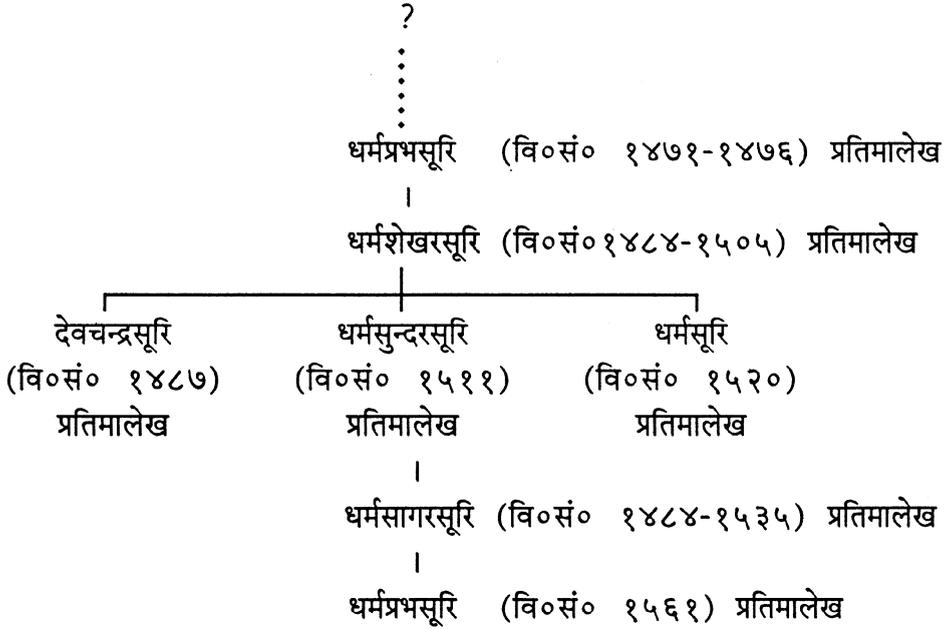 ?
धर्मप्रभसूरि (वि०सं० १४७१-१४७६) प्रतिमालेख
धर्मशेखरसूरि (वि०सं०१४८४-१५०५) प्रतिमालेख
देवचन्द्रसूरि धर्मसुन्दरसूरि धर्मसूरि
(वि०सं० १४८७) (वि०सं० १५११) (वि०सं० १५२०)
प्रतिमालेख प्रतिमालेख प्रतिमालेख
धर्मसागरसूरि (वि०सं० १४८४-१५३५) प्रतिमालेख
धर्मप्रभसूरि (वि०सं० १५६१) प्रतिमालेख